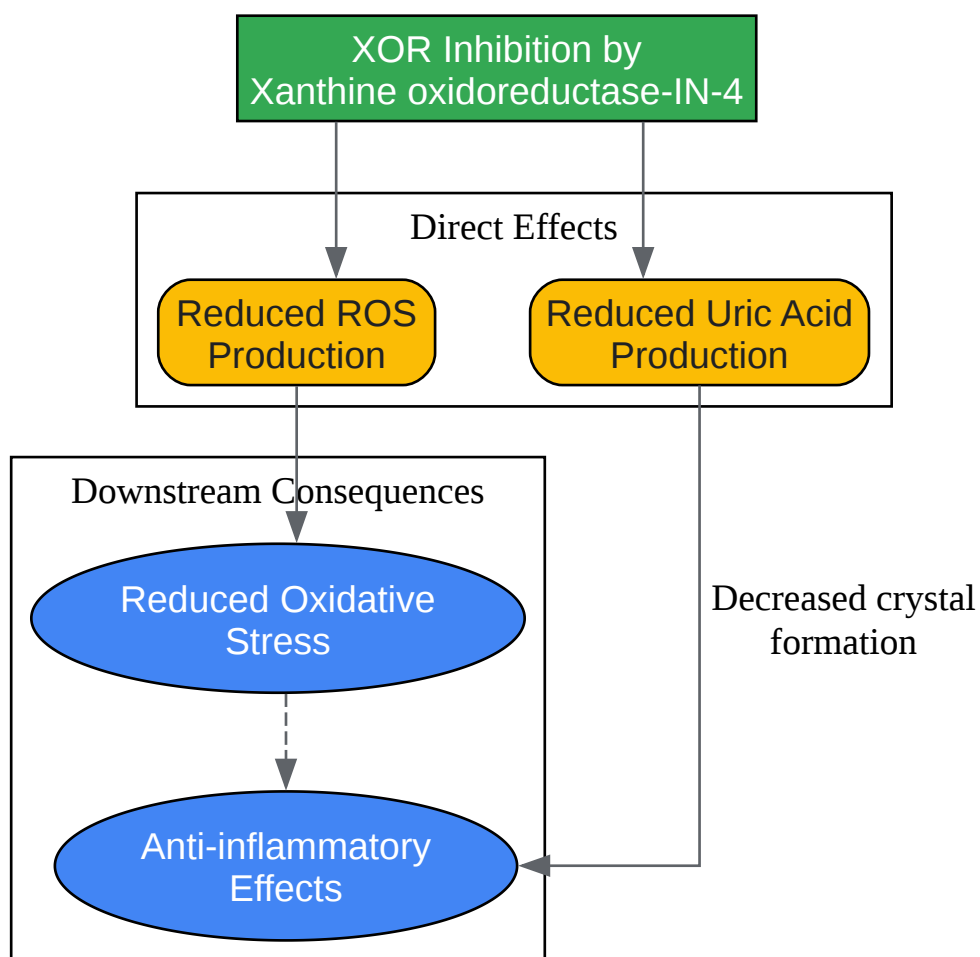 XOR Inhibition by
Xanthine oxidoreductase-IN-4
Direct Effects
Reduced ROS
Production
Reduced Uric Acid
Production
Downstream Consequences
Reduced Oxidative
Stress
Decreased crystal
formation
Anti-inflammatory
Effects